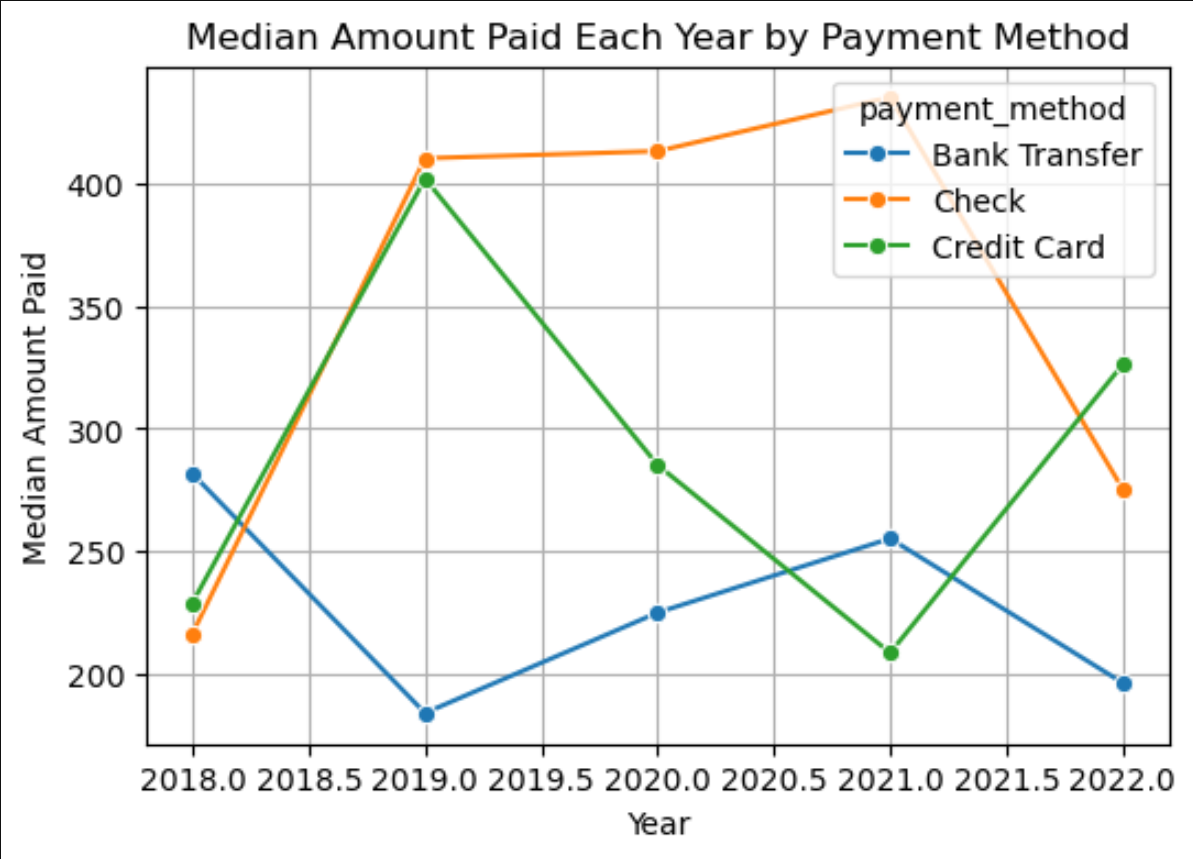 Median Amount Paid Each Year by Payment Method
payment_method
Bank Transfer
Check
Credit Card
Median Amount Paid
400
350
300
250
200
2018.0 2018.5 2019.0 2019.5 2020.0 2020.5 2021.0 2021.5 2022.0
Year